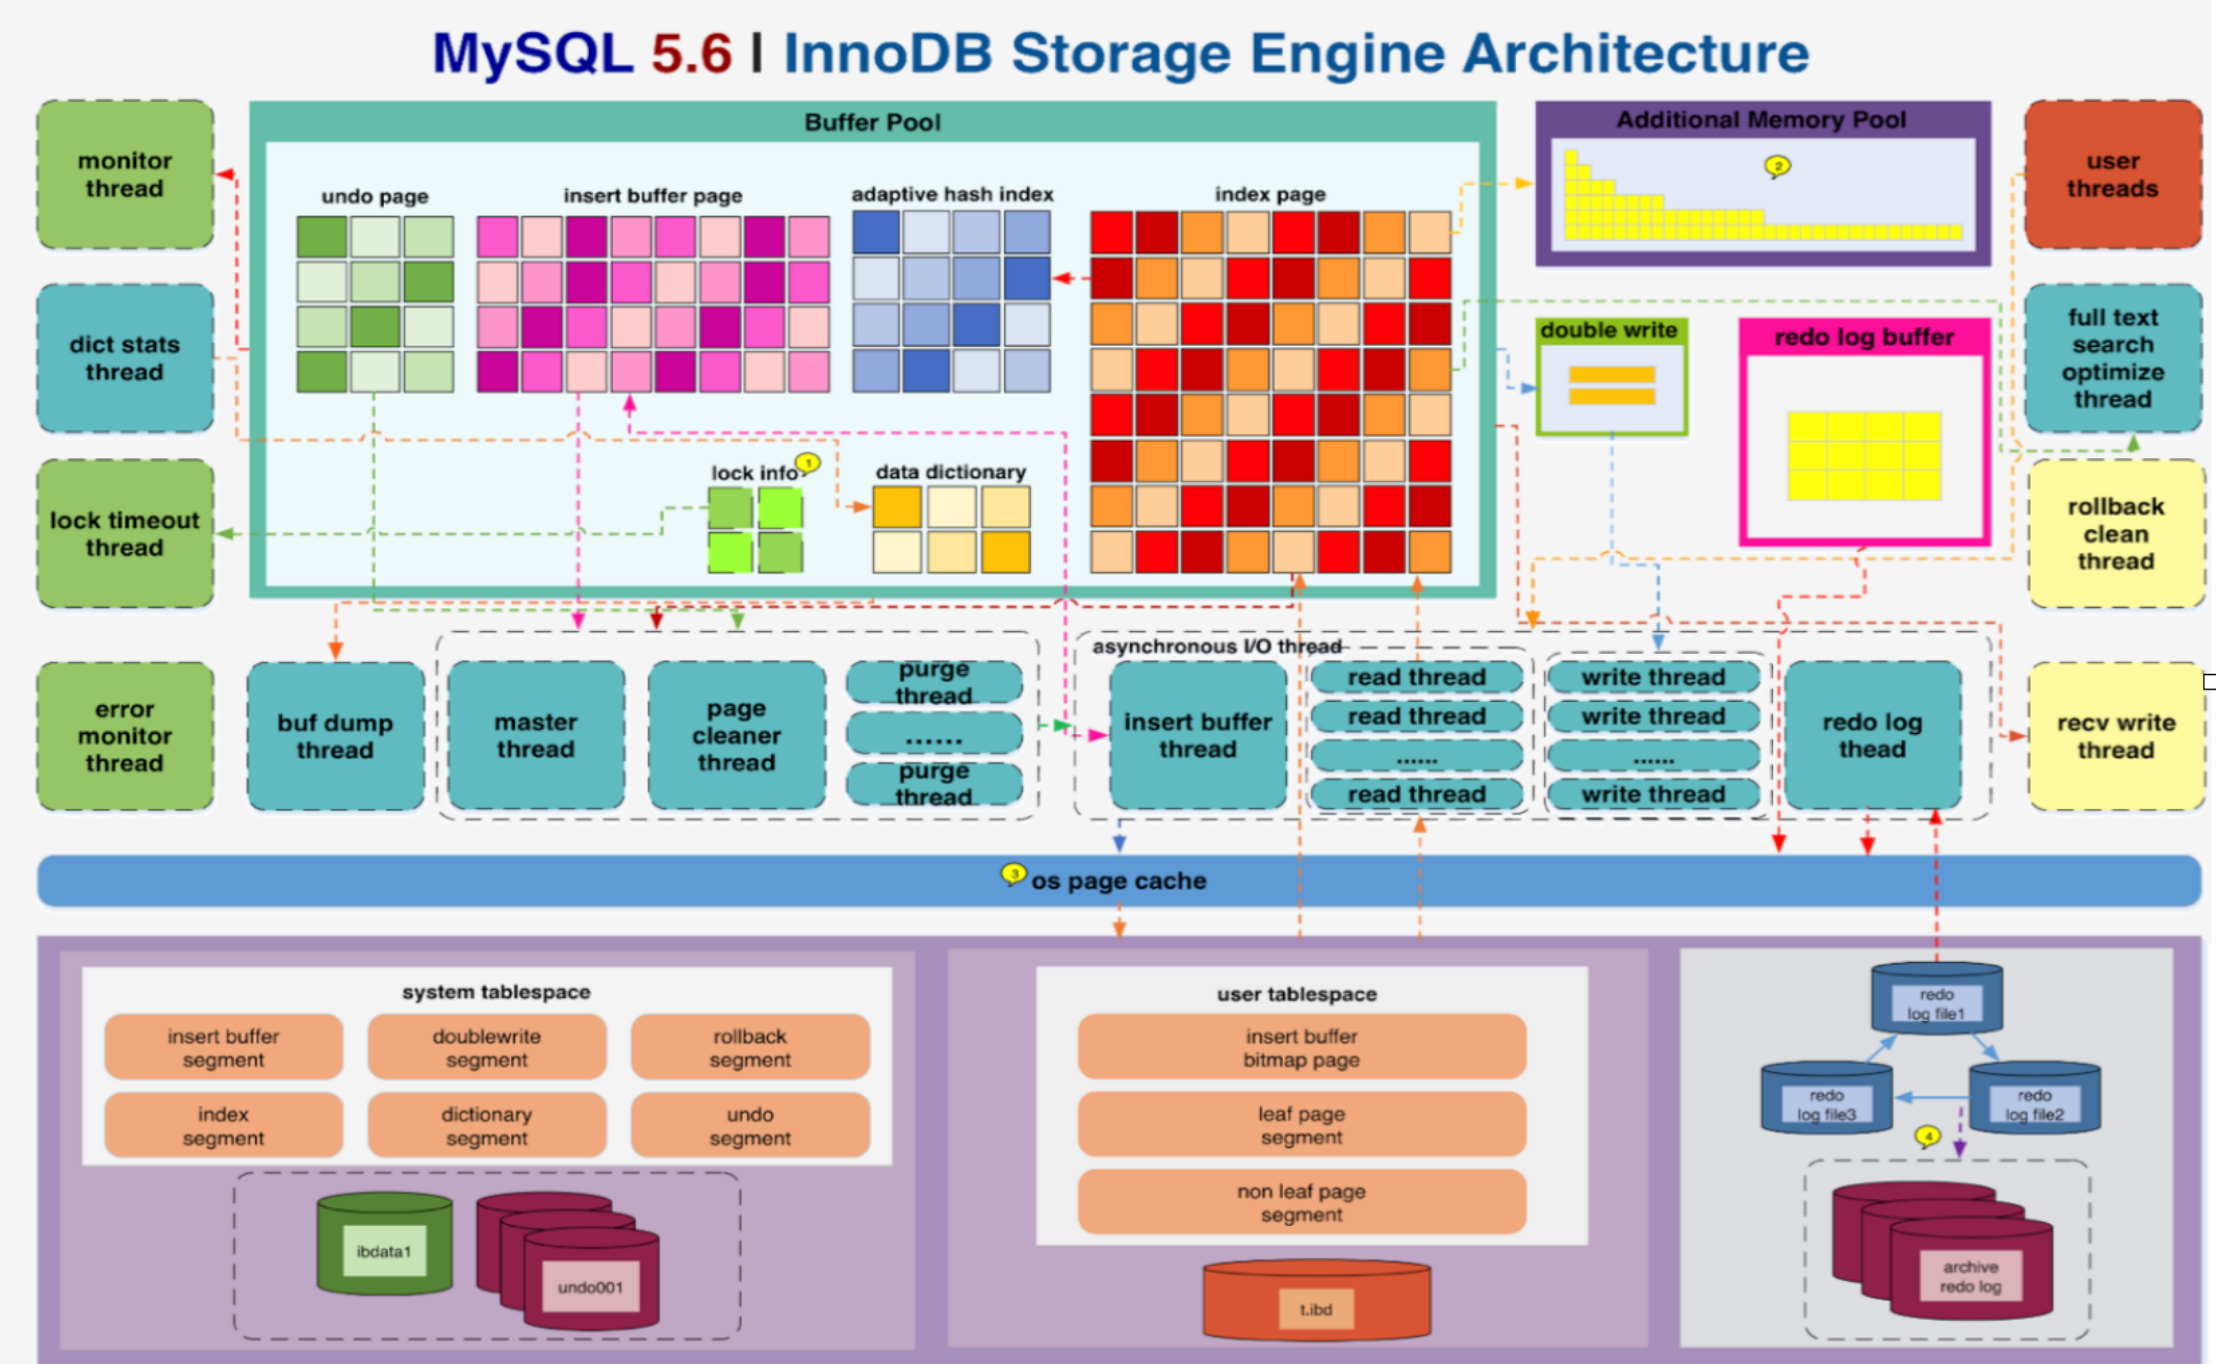 MySQL 5.6 | InnoDB Storage Engine Architecture
monitor
thread
dict stats
thread
lock timeout
thread
error
monitor
thread
Buffer Pool
undo page
insert buffer page
adaptive hash index
index page
lock info
1
data dictionary
Additional Memory Pool
2
double write
redo log buffer
user
threads
full text
search
optimize
thread
rollback
clean
thread
recv write
thread
buf dump
thread
master
thread
page
cleaner
thread
purge
thread
......
purge
thread
asynchronous I/O thread
insert buffer
thread
read thread
read thread
......
read thread
write thread
write thread
......
write thread
redo log
thead
3
os page cache
system tablespace
insert buffer
segment
doublewrite
segment
rollback
segment
index
segment
dictionary
segment
undo
segment
ibdata1
undo001
user tablespace
insert buffer
bitmap page
leaf page
segment
non leaf page
segment
t.ibd
redo
log file1
redo
log file3
redo
log file2
4
archive
redo log